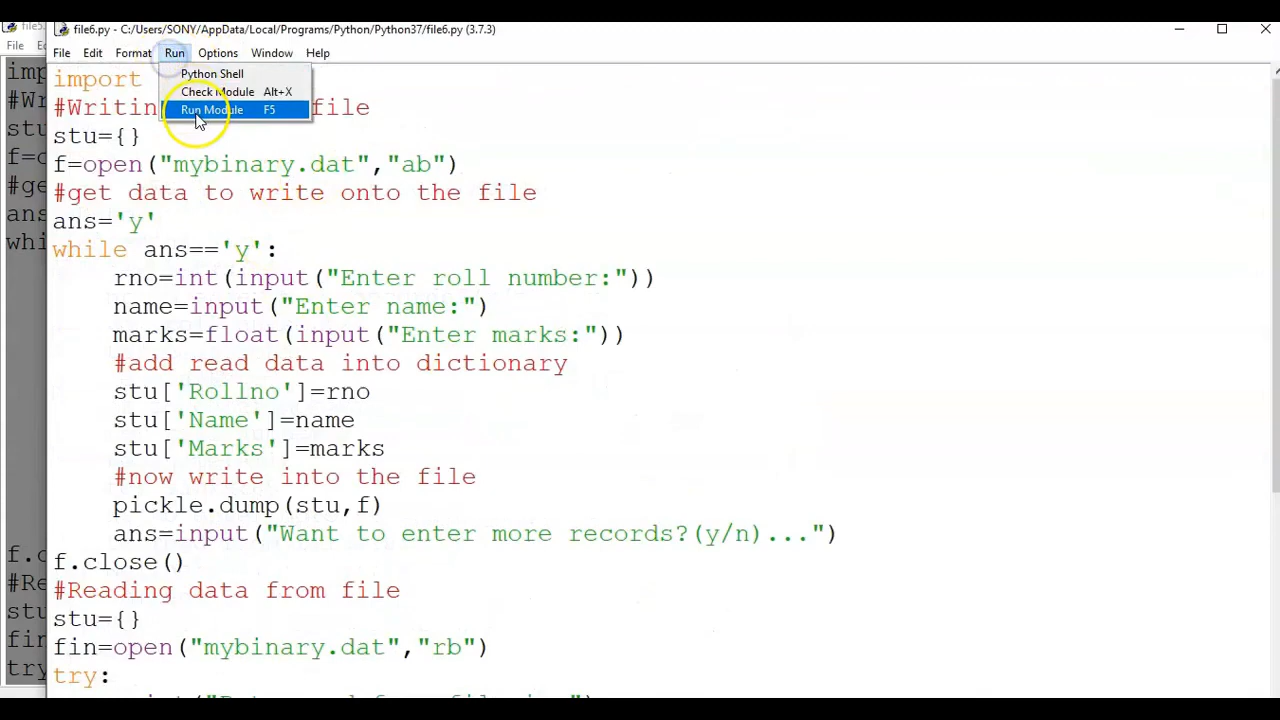 file6.py - C:/Users/SONY/AppData/Local/Programs/Python/Python37/file6.py (3.7.3)
File Edit Format Run Options Window Help
Python Shell
Check Module Alt+X
Run Module F5
import
#Writin file
stu={}
f=open("mybinary.dat","ab")
#get data to write onto the file
ans='y'
while ans=='y':
    rno=int(input("Enter roll number:"))
    name=input("Enter name:")
    marks=float(input("Enter marks:"))
    #add read data into dictionary
    stu['Rollno']=rno
    stu['Name']=name
    stu['Marks']=marks
    #now write into the file
    pickle.dump(stu,f)
    ans=input("Want to enter more records?(y/n)...")
f.close()
#Reading data from file
stu={}
fin=open("mybinary.dat","rb")
try: